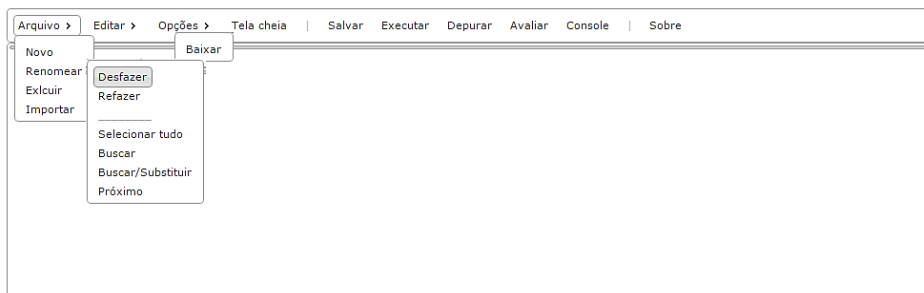 Arquivo > Editar > Opções > Tela cheia | Salvar Executar Depurar Avaliar Console | Sobre
Novo
Renomear
Exlcuir
Importar
Baixar
Desfazer
Refazer
________
Selecionar tudo
Buscar
Buscar/Substituir
Próximo